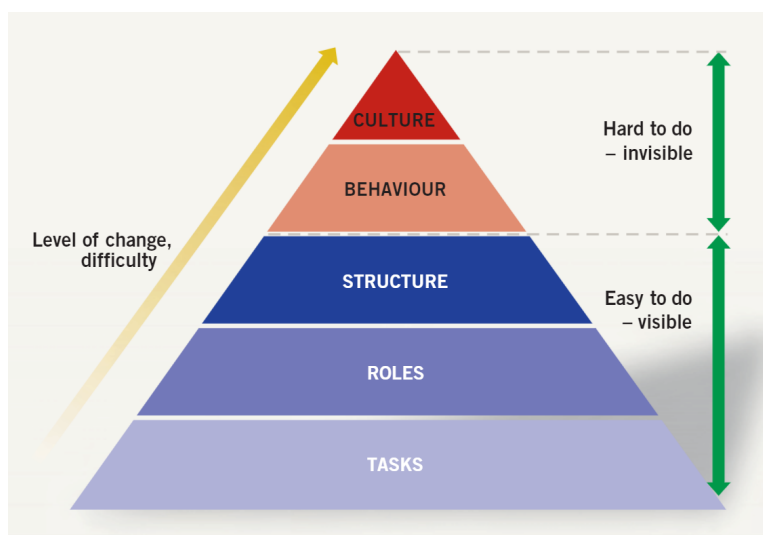 CULTURE
Hard to do
– invisible
BEHAVIOUR
Level of change,
difficulty
STRUCTURE
Easy to do
– visible
ROLES
TASKS